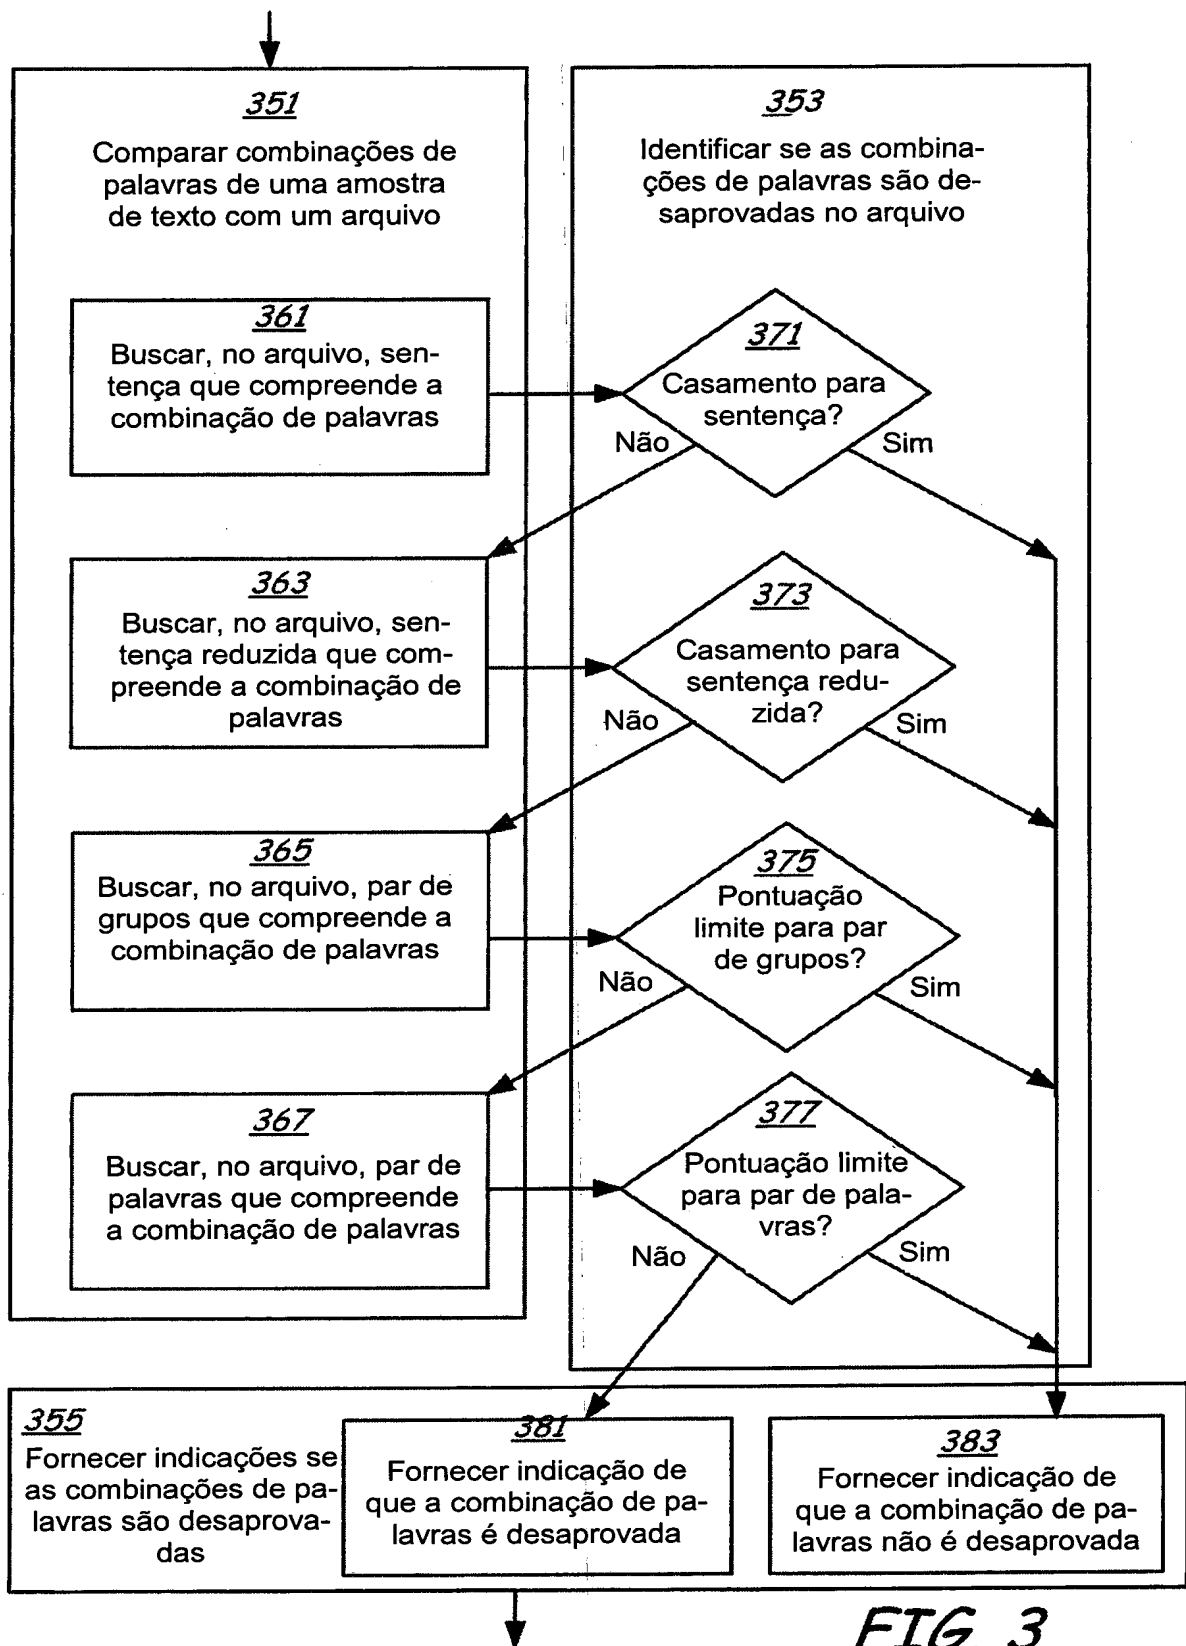 351
Comparar combinações de
palavras de uma amostra
de texto com um arquivo
353
Identificar se as combina-
ções de palavras são de-
saprovadas no arquivo
361
Buscar, no arquivo, sen-
tença que compreende a
combinação de palavras
371
Casamento para
sentença?
Não
Sim
363
Buscar, no arquivo, sen-
tença reduzida que com-
preende a combinação de
palavras
373
Casamento para
sentença redu-
zida?
Não
Sim
365
Buscar, no arquivo, par de
grupos que compreende a
combinação de palavras
375
Pontuação
limite para par
de grupos?
Não
Sim
367
Buscar, no arquivo, par de
palavras que compreende
a combinação de palavras
377
Pontuação limite
para par de pala-
vras?
Não
Sim
355
Fornecer indicações se
as combinações de pa-
lavras são desaprova-
das
381
Fornecer indicação de
que a combinação de pa-
lavras é desaprovada
383
Fornecer indicação de
que a combinação de pa-
lavras não é desaprovada
FIG 3